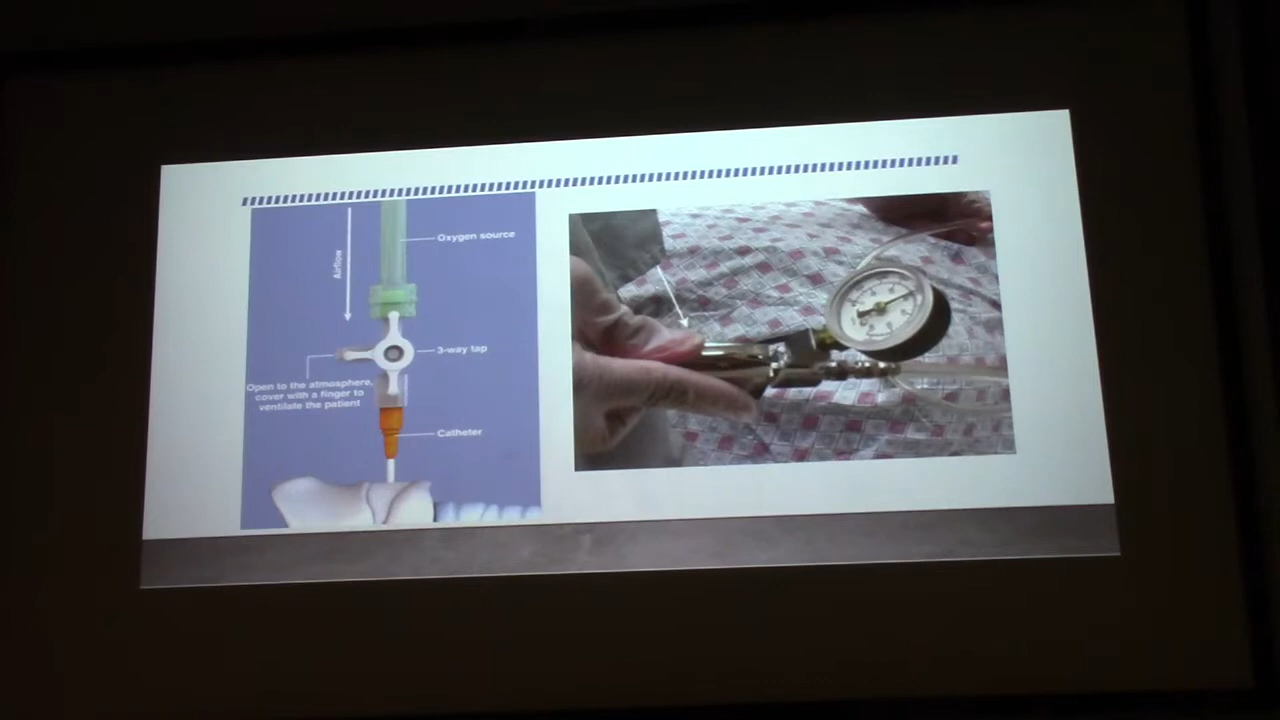 Airflow
Oxygen source
3-way tap
Open to the atmosphere,
cover with a finger to
ventilate the patient
Catheter